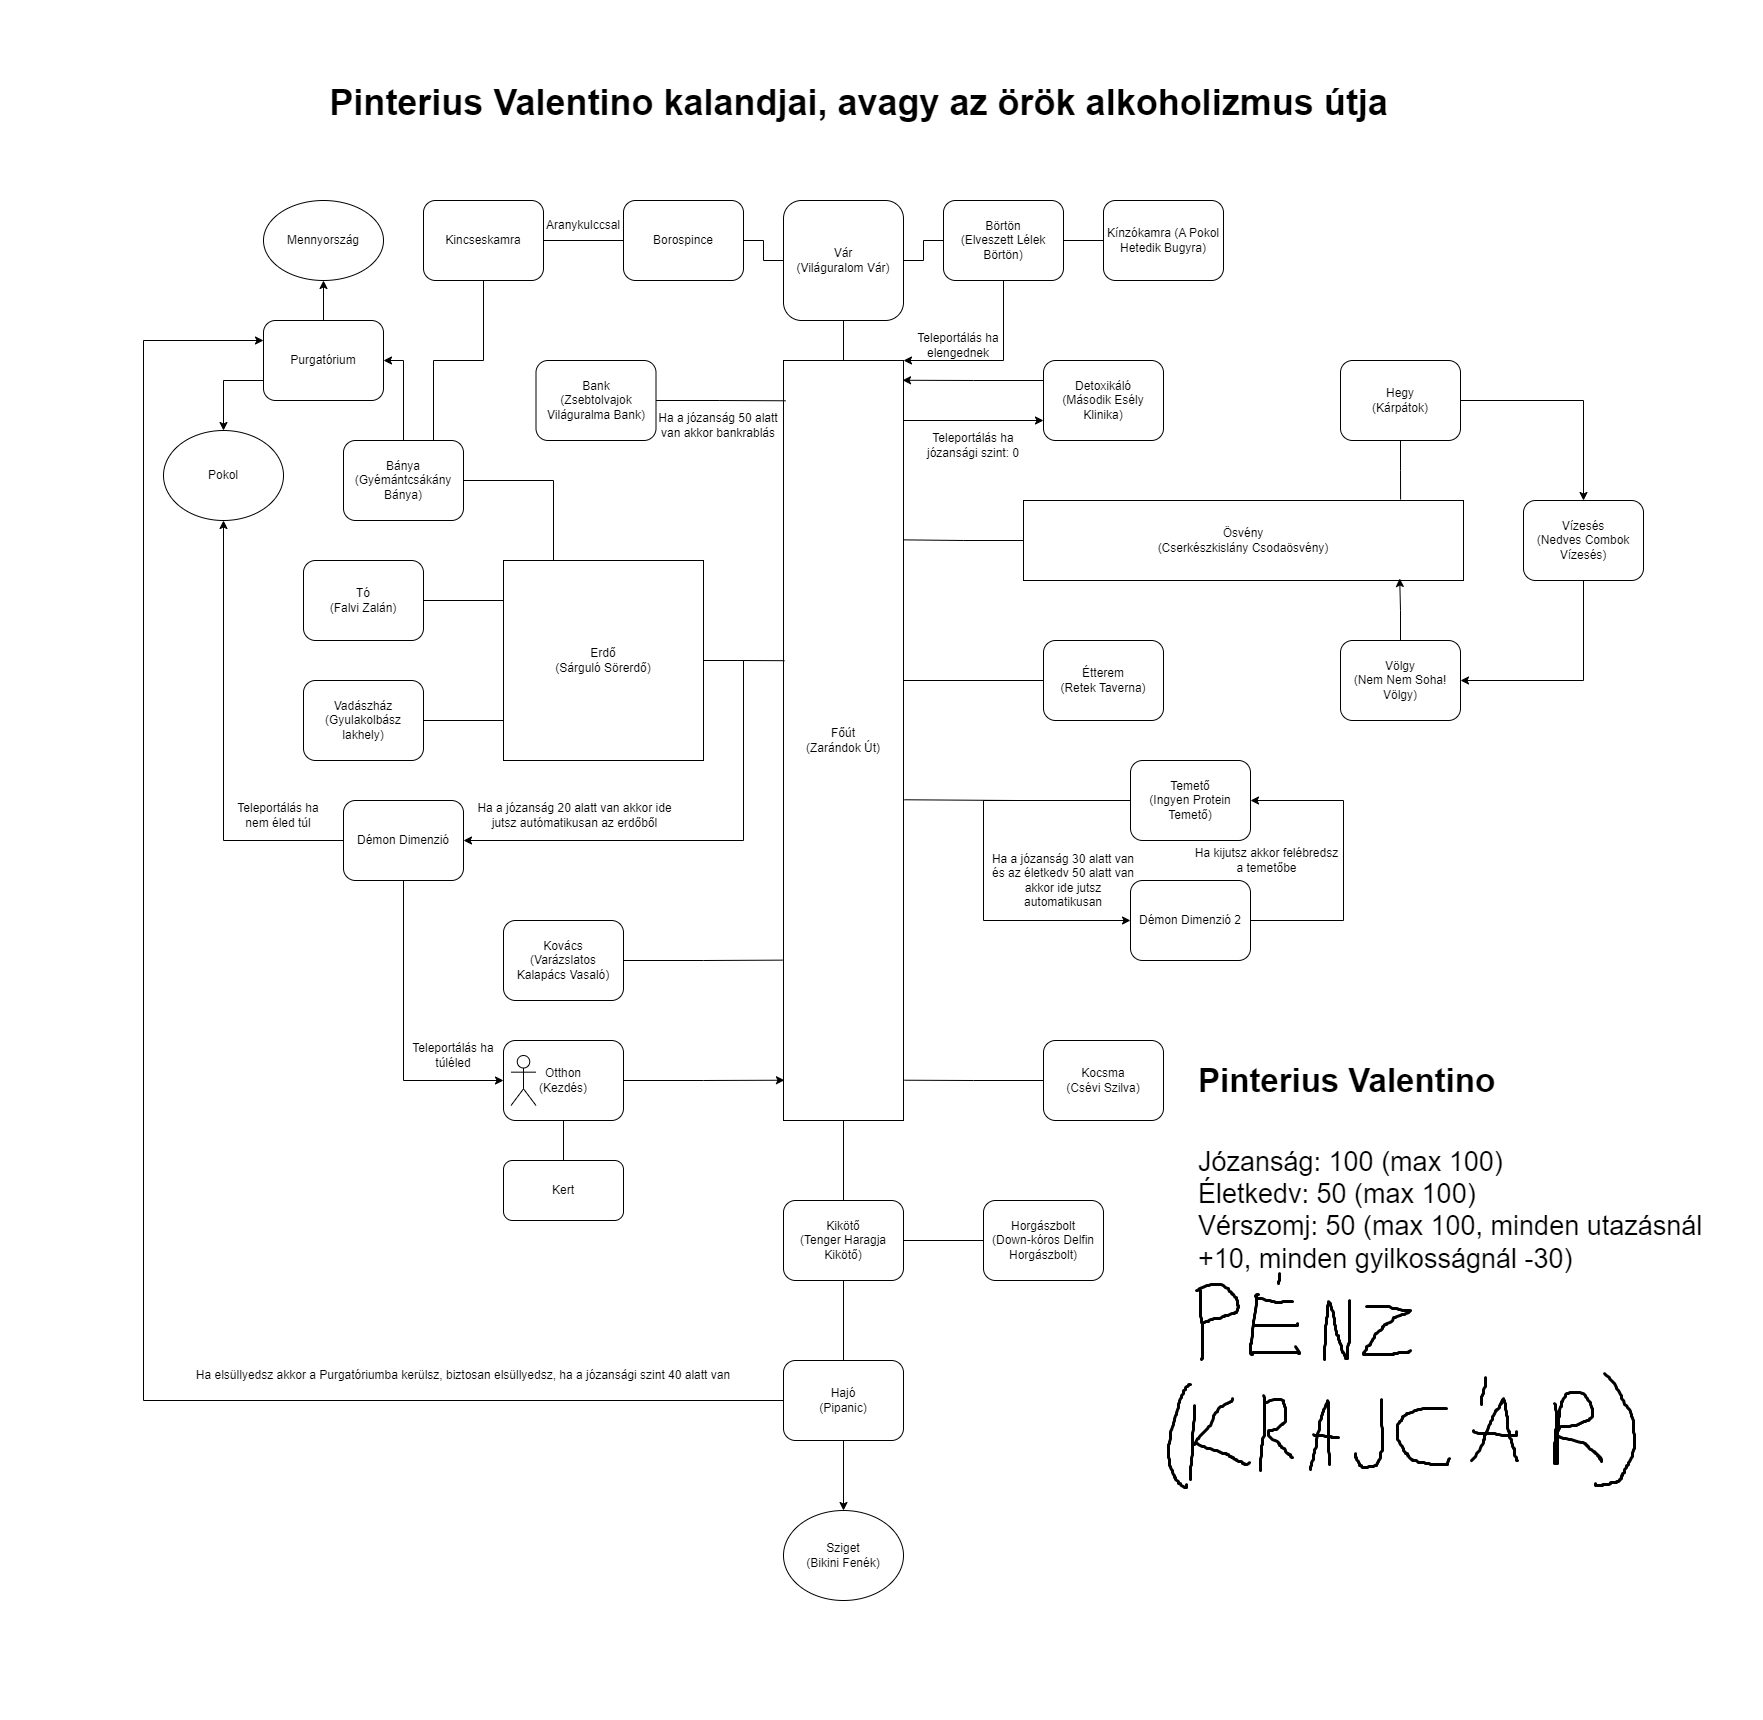 Pinterius Valentino kalandjai, avagy az örök alkoholizmus útja
Mennyország
Kincseskamra
Aranykulccsal
Borospince
Vár
(Világuralom Vár)
Börtön
(Elveszett Lélek
Börtön)
Kínzókamra (A Pokol
Hetedik Bugyra)
Purgatórium
Teleportálás ha
elengednek
Bank
(Zsebtolvajok
Világuralma Bank)
Ha a józanság 50 alatt
van akkor bankrablás
Detoxikáló
(Második Esély
Klinika)
Teleportálás ha
józansági szint: 0
Hegy
(Kárpátok)
Pokol
Bánya
(Gyémántcsákány
Bánya)
Ösvény
(Cserkészkislány Csodaösvény)
Vízesés
(Nedves Combok
Vízesés)
Tó
(Falvi Zalán)
Erdő
(Sárguló Sörerdő)
Étterem
(Retek Taverna)
Völgy
(Nem Nem Soha!
Völgy)
Vadászház
(Gyulakolbász
lakhely)
Főút
(Zarándok Út)
Temető
(Ingyen Protein
Temető)
Teleportálás ha
nem éled túl
Démon Dimenzió
Ha a józanság 20 alatt van akkor ide
jutsz autómatikusan az erdőből
Ha a józanság 30 alatt van
és az életkedv 50 alatt van
akkor ide jutsz
automatikusan
Ha kijutsz akkor felébredsz
a temetőbe
Démon Dimenzió 2
Kovács
(Varázslatos
Kalapács Vasaló)
Teleportálás ha
túléled
Otthon
(Kezdés)
Kocsma
(Csévi Szilva)
Kert
Kikötő
(Tenger Haragja
Kikötő)
Horgászbolt
(Down-kóros Delfin
Horgászbolt)
Ha elsüllyedsz akkor a Purgatóriumba kerülsz, biztosan elsüllyedsz, ha a józansági szint 40 alatt van
Hajó
(Pipanic)
Sziget
(Bikini Fenék)
Pinterius Valentino
Józanság: 100 (max 100)
Életkedv: 50 (max 100)
Vérszomj: 50 (max 100, minden utazásnál
+10, minden gyilkosságnál -30)
PÉNZ
(KRAJCÁR)